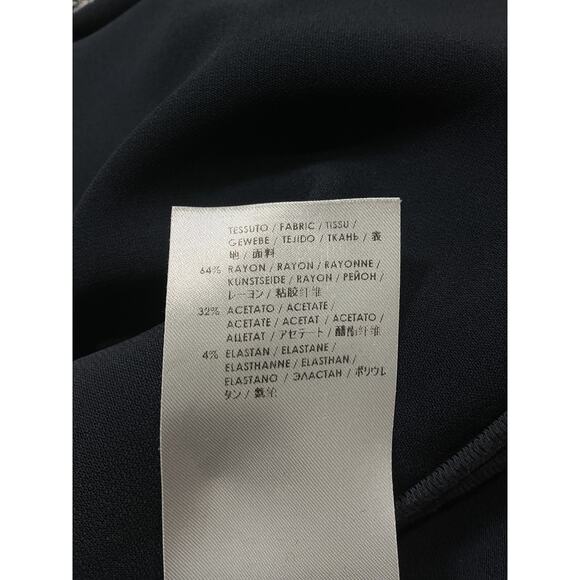 TESSUTO / FABRIC / TISSU /
GEWEBE / TEJIDO / ТКАНЬ / 表
地 / 面料
64% RAYON / RAYON / RAYONNE /
KUNSTSEIDE / RAYON / РЕЙОН /
レーヨン / 粘胶纤维
32% ACETATO / ACETATE /
ACETATE / ACETAT / ACETATO /
АЦЕТАТ / アセテート / 醋酯纤维
4% ELASTAN / ELASTANE /
ELASTHANNE / ELASTHAN /
ELASTANO / ЭЛАСТАН / ポリウレ
タン / 氨纶